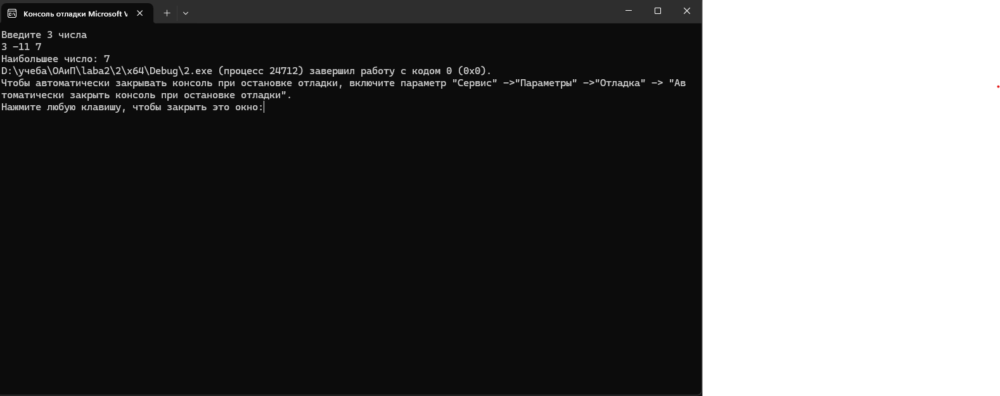 Консоль отладки Microsoft V
Введите 3 числа
3 -11 7
Наибольшее число: 7
D:\учеба\ОАиП\laba2\2\x64\Debug\2.exe (процесс 24712) завершил работу с кодом 0 (0x0).
Чтобы автоматически закрывать консоль при остановке отладки, включите параметр "Сервис" ->"Параметры" ->"Отладка" -> "Ав
томатически закрыть консоль при остановке отладки".
Нажмите любую клавишу, чтобы закрыть это окно: